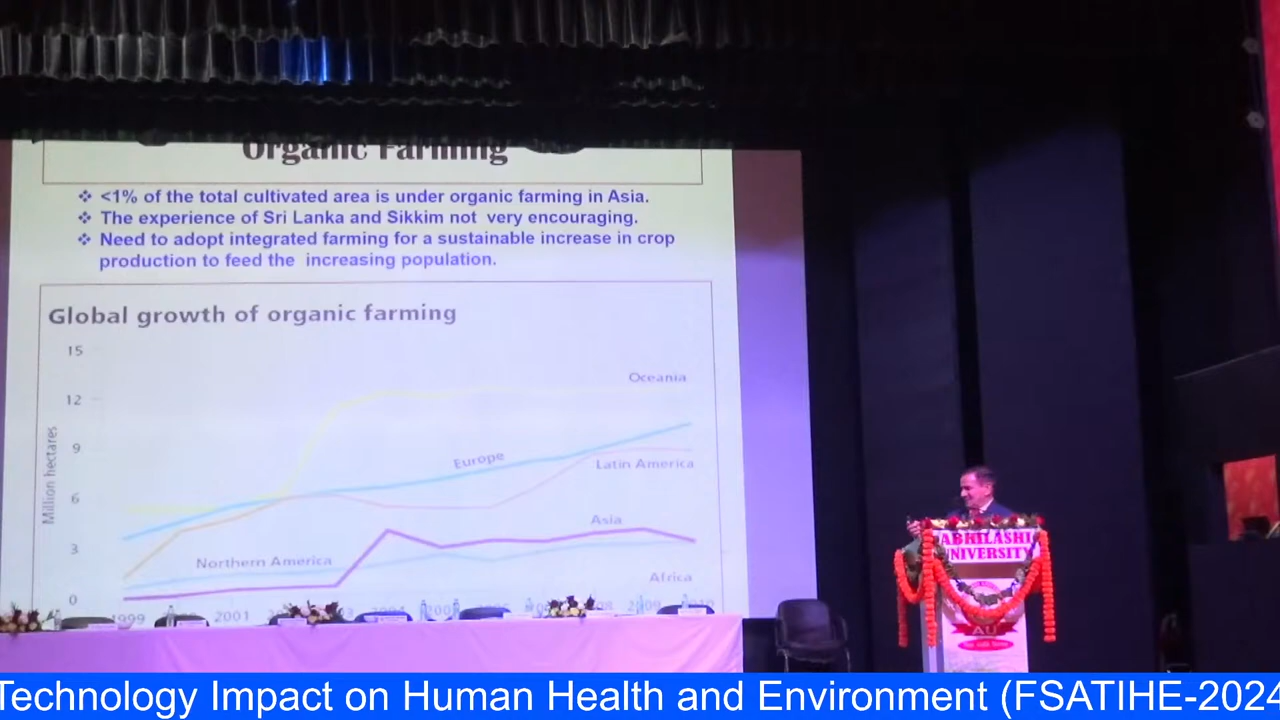 Organic Farming
❖ <1% of the total cultivated area is under organic farming in Asia.
❖ The experience of Sri Lanka and Sikkim not very encouraging.
❖ Need to adopt integrated farming for a sustainable increase in crop
production to feed the increasing population.
Global growth of organic farming
15
Oceania
12
9
Europe
Latin America
Million hectares
6
Asia
3
Northern America
Africa
0
1999
2001
2004
2009
ABHILASHI
UNIVERSITY
AU
Technology Impact on Human Health and Environment (FSATIHE-2024